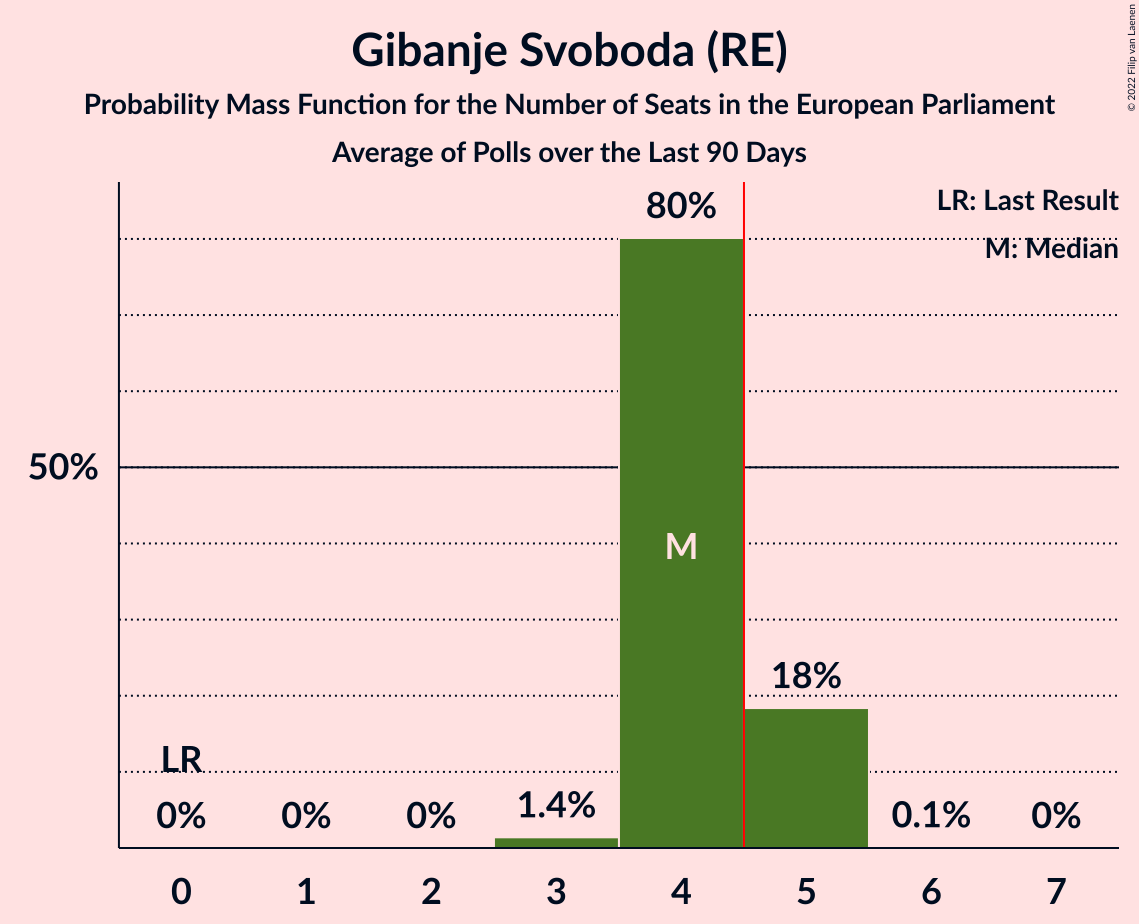 Gibanje Svoboda (RE)
Probability Mass Function for the Number of Seats in the European Parliament
Average of Polls over the Last 90 Days
© 2022 Filip van Laenen
LR: Last Result
M: Median
80%
50%
M
18%
LR
0% 0% 0% 1.4% 0.1% 0%
0 1 2 3 4 5 6 7